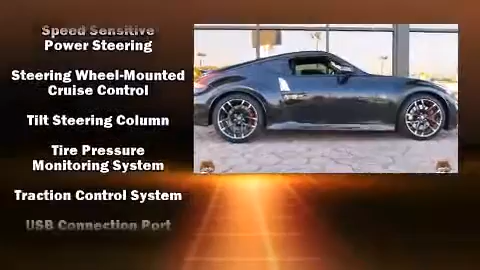 Speed Sensitive
Power Steering
Steering Wheel-Mounted
Cruise Control
Tilt Steering Column
Tire Pressure
Monitoring System
Traction Control System
USB Connection Port